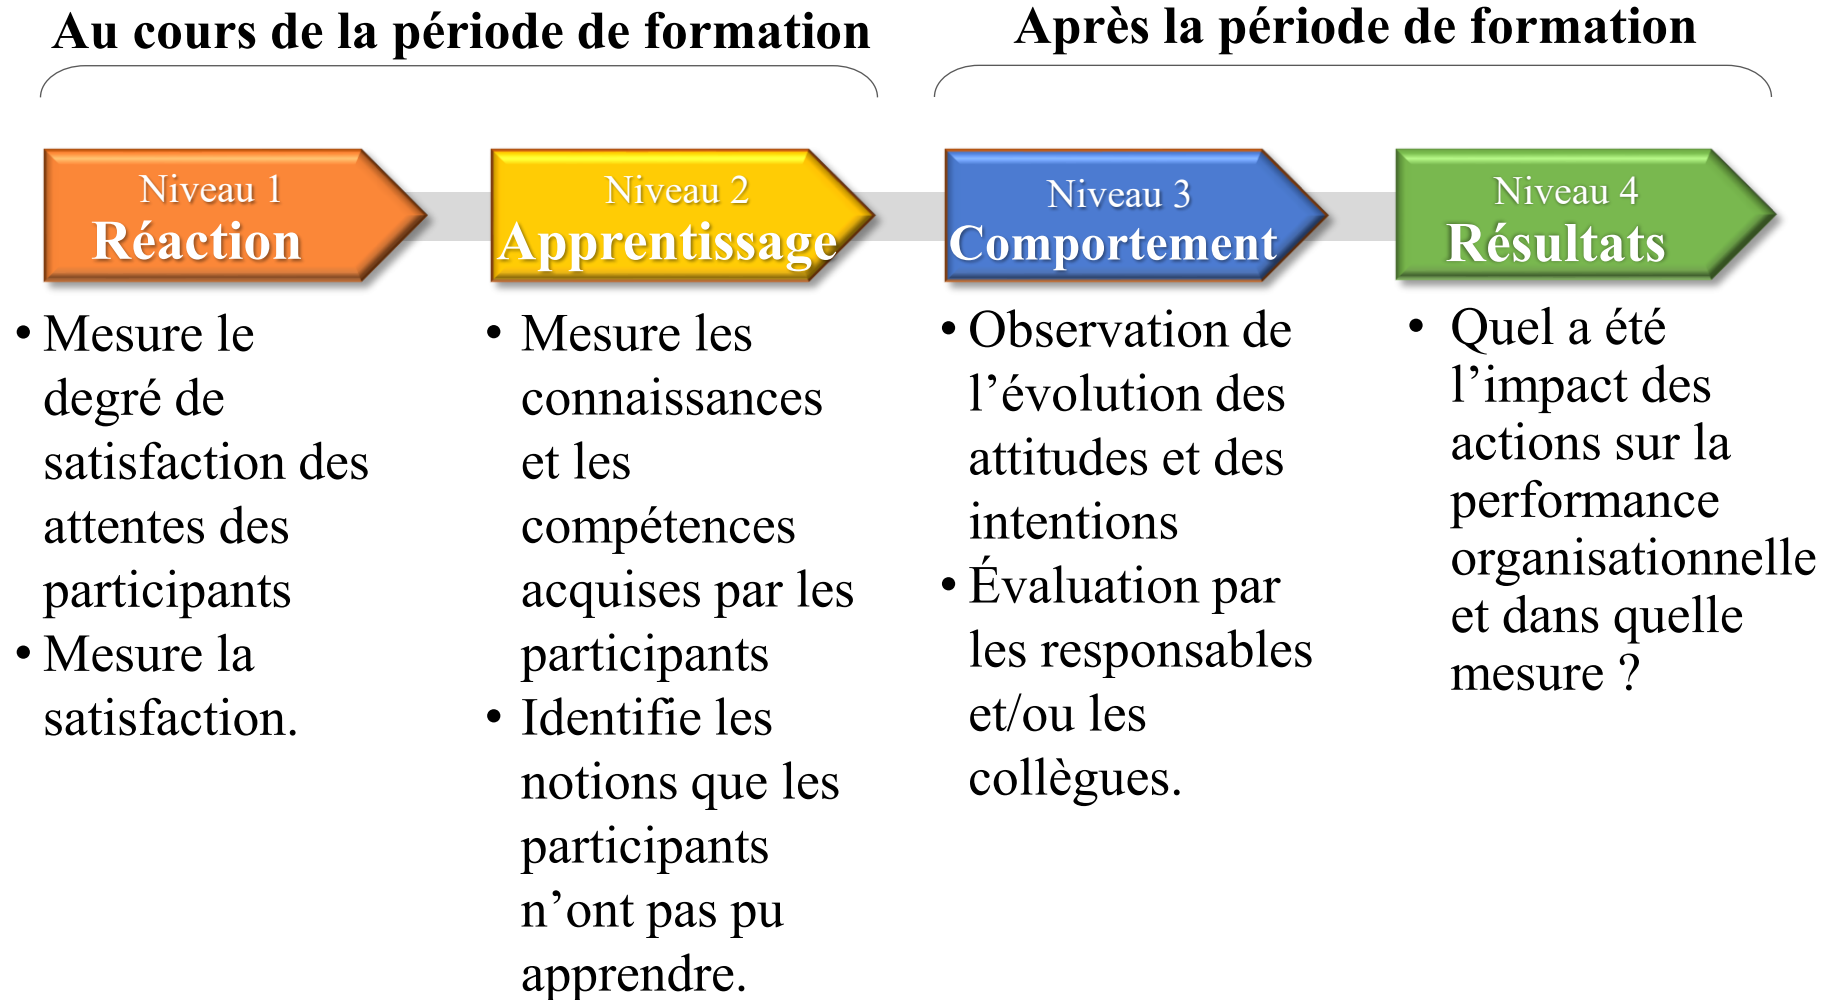 Au cours de la période de formation
Après la période de formation
Niveau 1
Réaction
Niveau 2
Apprentissage
Niveau 3
Comportement
Niveau 4
Résultats
• Mesure le
degré de
satisfaction des
attentes des
participants
• Mesure la
satisfaction.
• Mesure les
connaissances
et les
compétences
acquises par les
participants
• Identifie les
notions que les
participants
n’ont pas pu
apprendre.
• Observation de
l’évolution des
attitudes et des
intentions
• Évaluation par
les responsables
et/ou les
collègues.
• Quel a été
l’impact des
actions sur la
performance
organisationnelle
et dans quelle
mesure ?